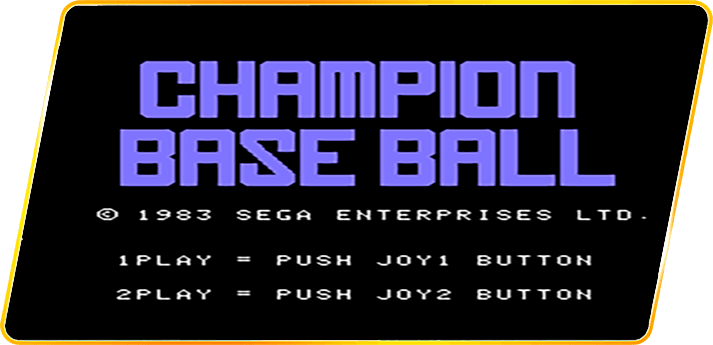 CHAMPION
BASE BALL
© 1983 SEGA ENTERPRISES LTD.
1PLAY = PUSH JOY1 BUTTON
2PLAY = PUSH JOY2 BUTTON